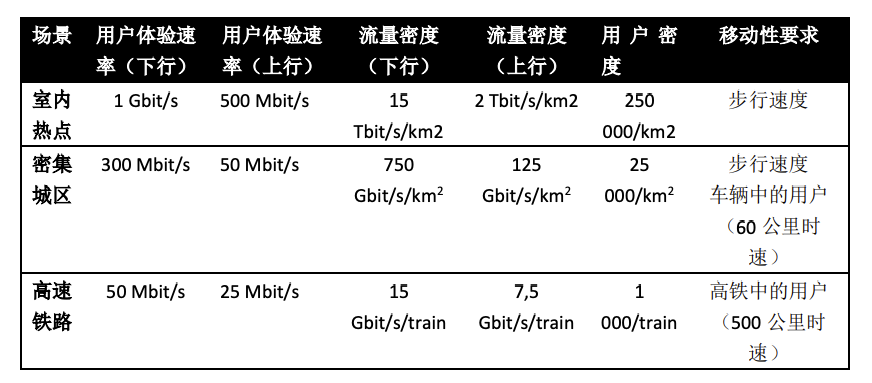 场景 用户体验速率（下行） 用户体验速率（上行） 流量密度（下行） 流量密度（上行） 用户密度 移动性要求
室内热点 1 Gbit/s 500 Mbit/s 15 Tbit/s/km2 2 Tbit/s/km2 250 000/km2 步行速度
密集城区 300 Mbit/s 50 Mbit/s 750 Gbit/s/km² 125 Gbit/s/km² 25 000/km² 步行速度 车辆中的用户（60 公里时速）
高速铁路 50 Mbit/s 25 Mbit/s 15 Gbit/s/train 7,5 Gbit/s/train 1 000/train 高铁中的用户（500 公里时速）